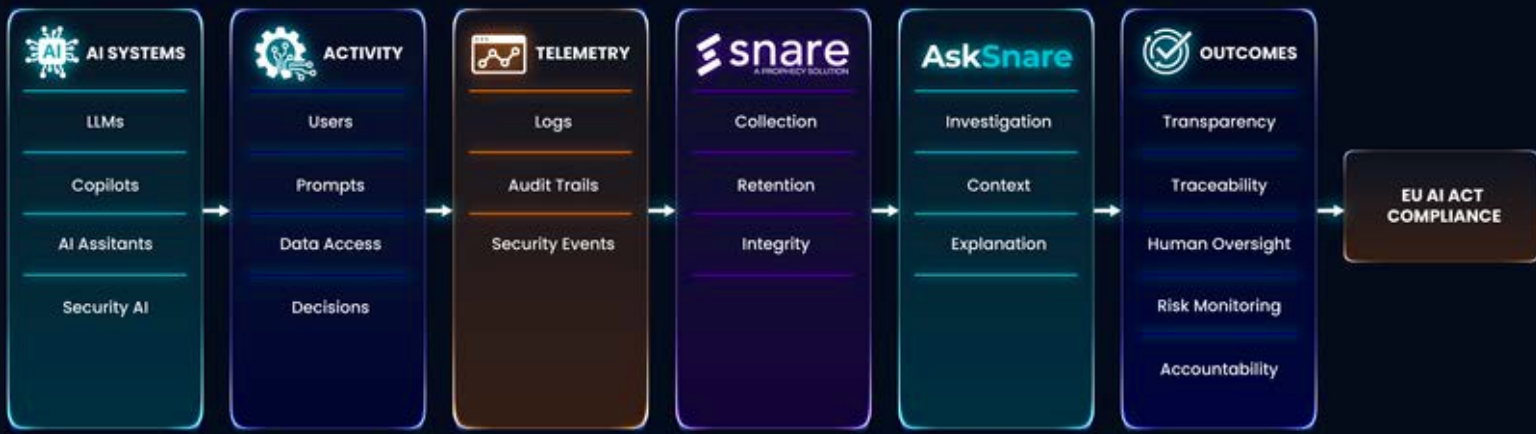 AI SYSTEMS
LLMs
Copilots
AI Assitants
Security AI
ACTIVITY
Users
Prompts
Data Access
Decisions
TELEMETRY
Logs
Audit Trails
Security Events
snare
A PROPHECY SOLUTION
Collection
Retention
Integrity
AskSnare
Investigation
Context
Explanation
OUTCOMES
Transparency
Traceability
Human Oversight
Risk Monitoring
Accountability
EU AI ACT
COMPLIANCE